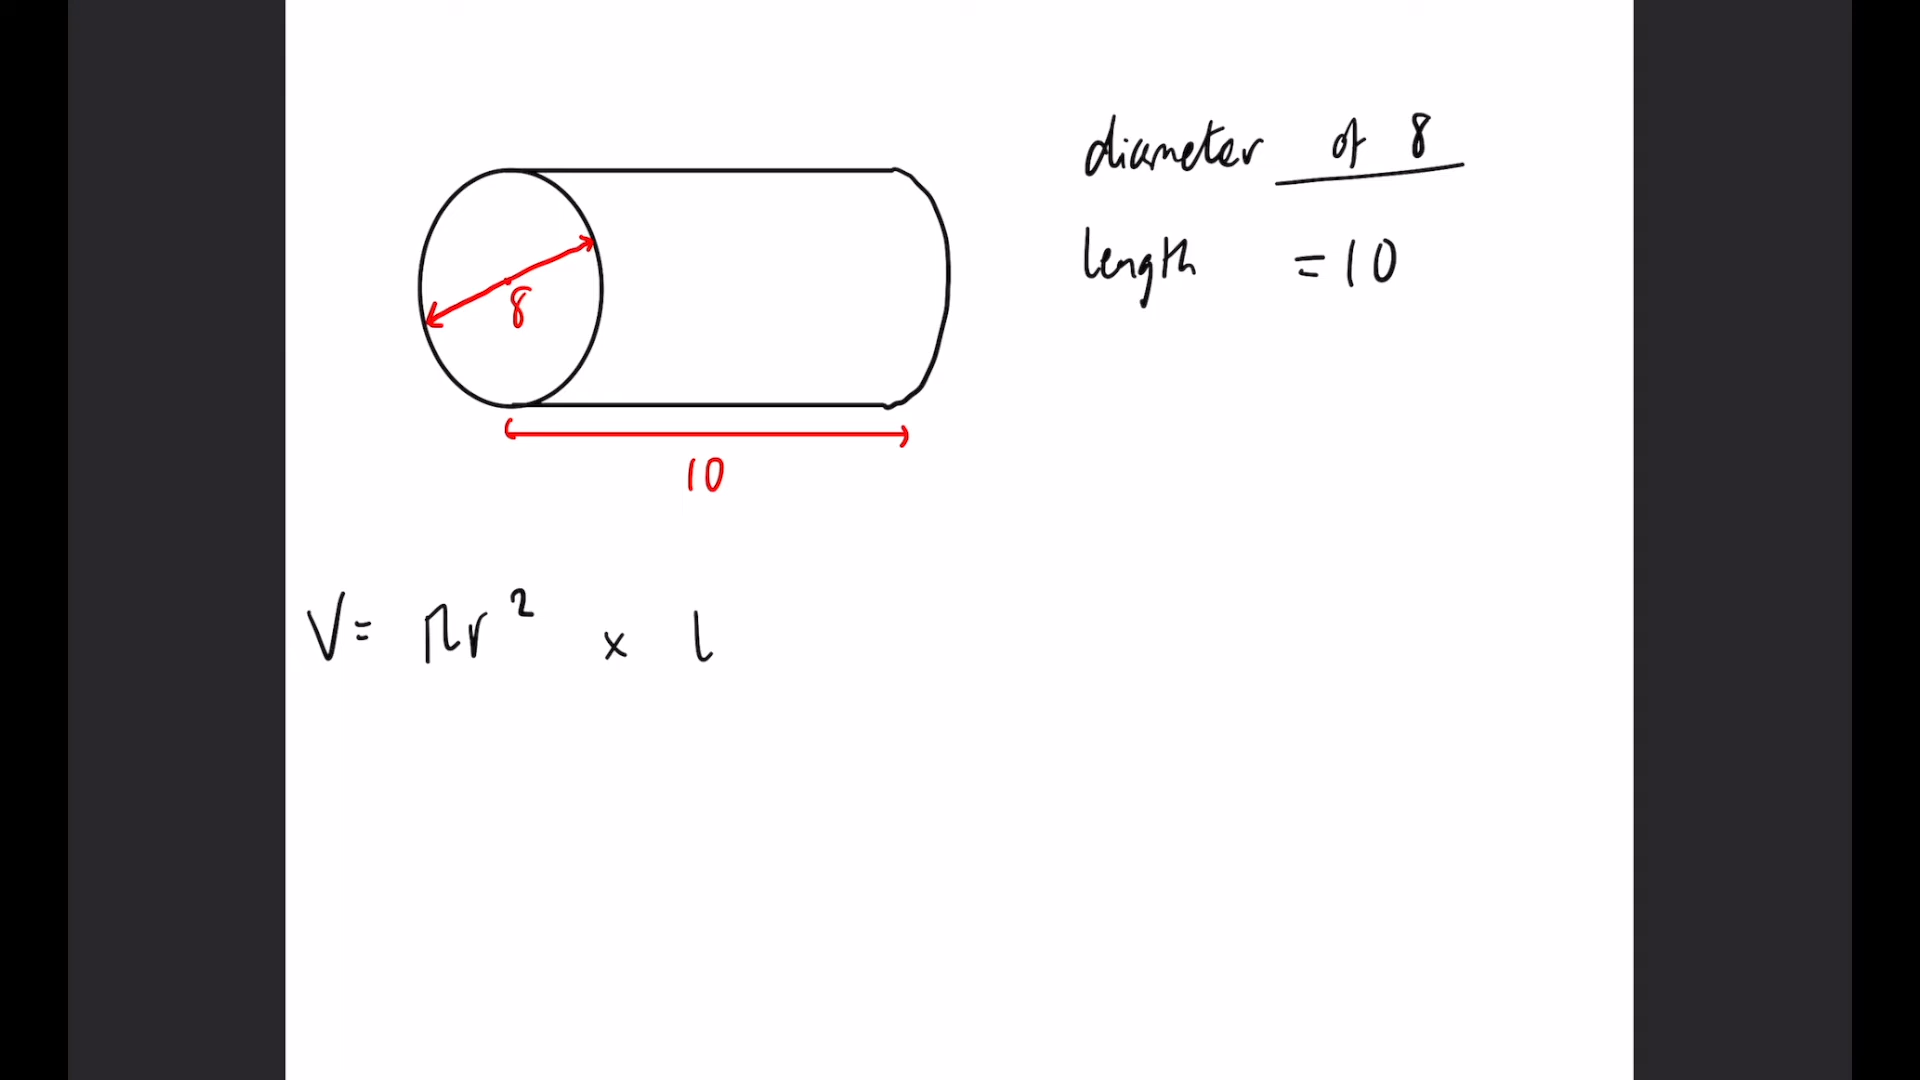 diameter of 8
length = 10
8
10
V = πr² × l